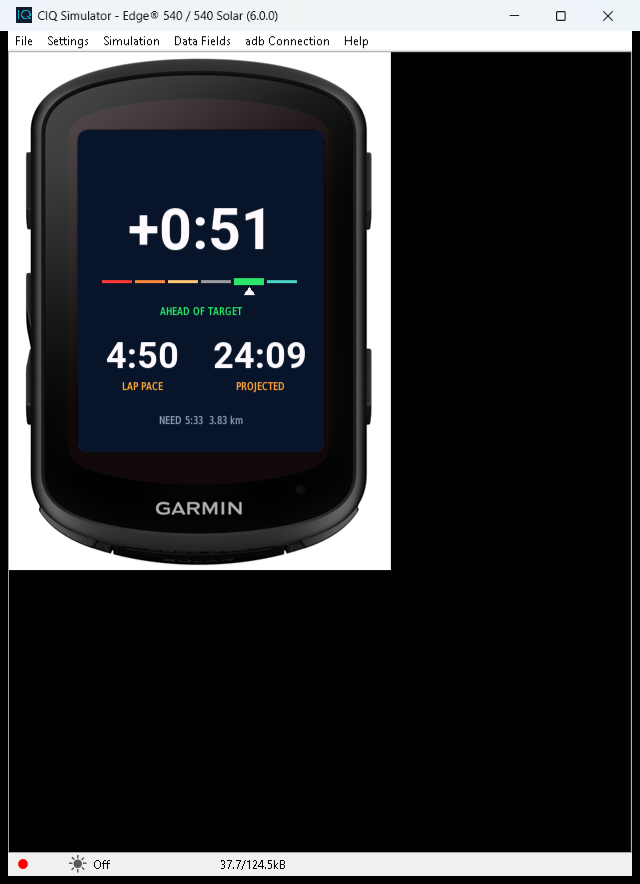 IQ CIQ Simulator - Edge® 540 / 540 Solar (6.0.0)
File Settings Simulation Data Fields adb Connection Help
+0:51
AHEAD OF TARGET
4:50 24:09
LAP PACE PROJECTED
NEED 5:33 3.83 km
GARMIN
Off 37.7/124.5kB